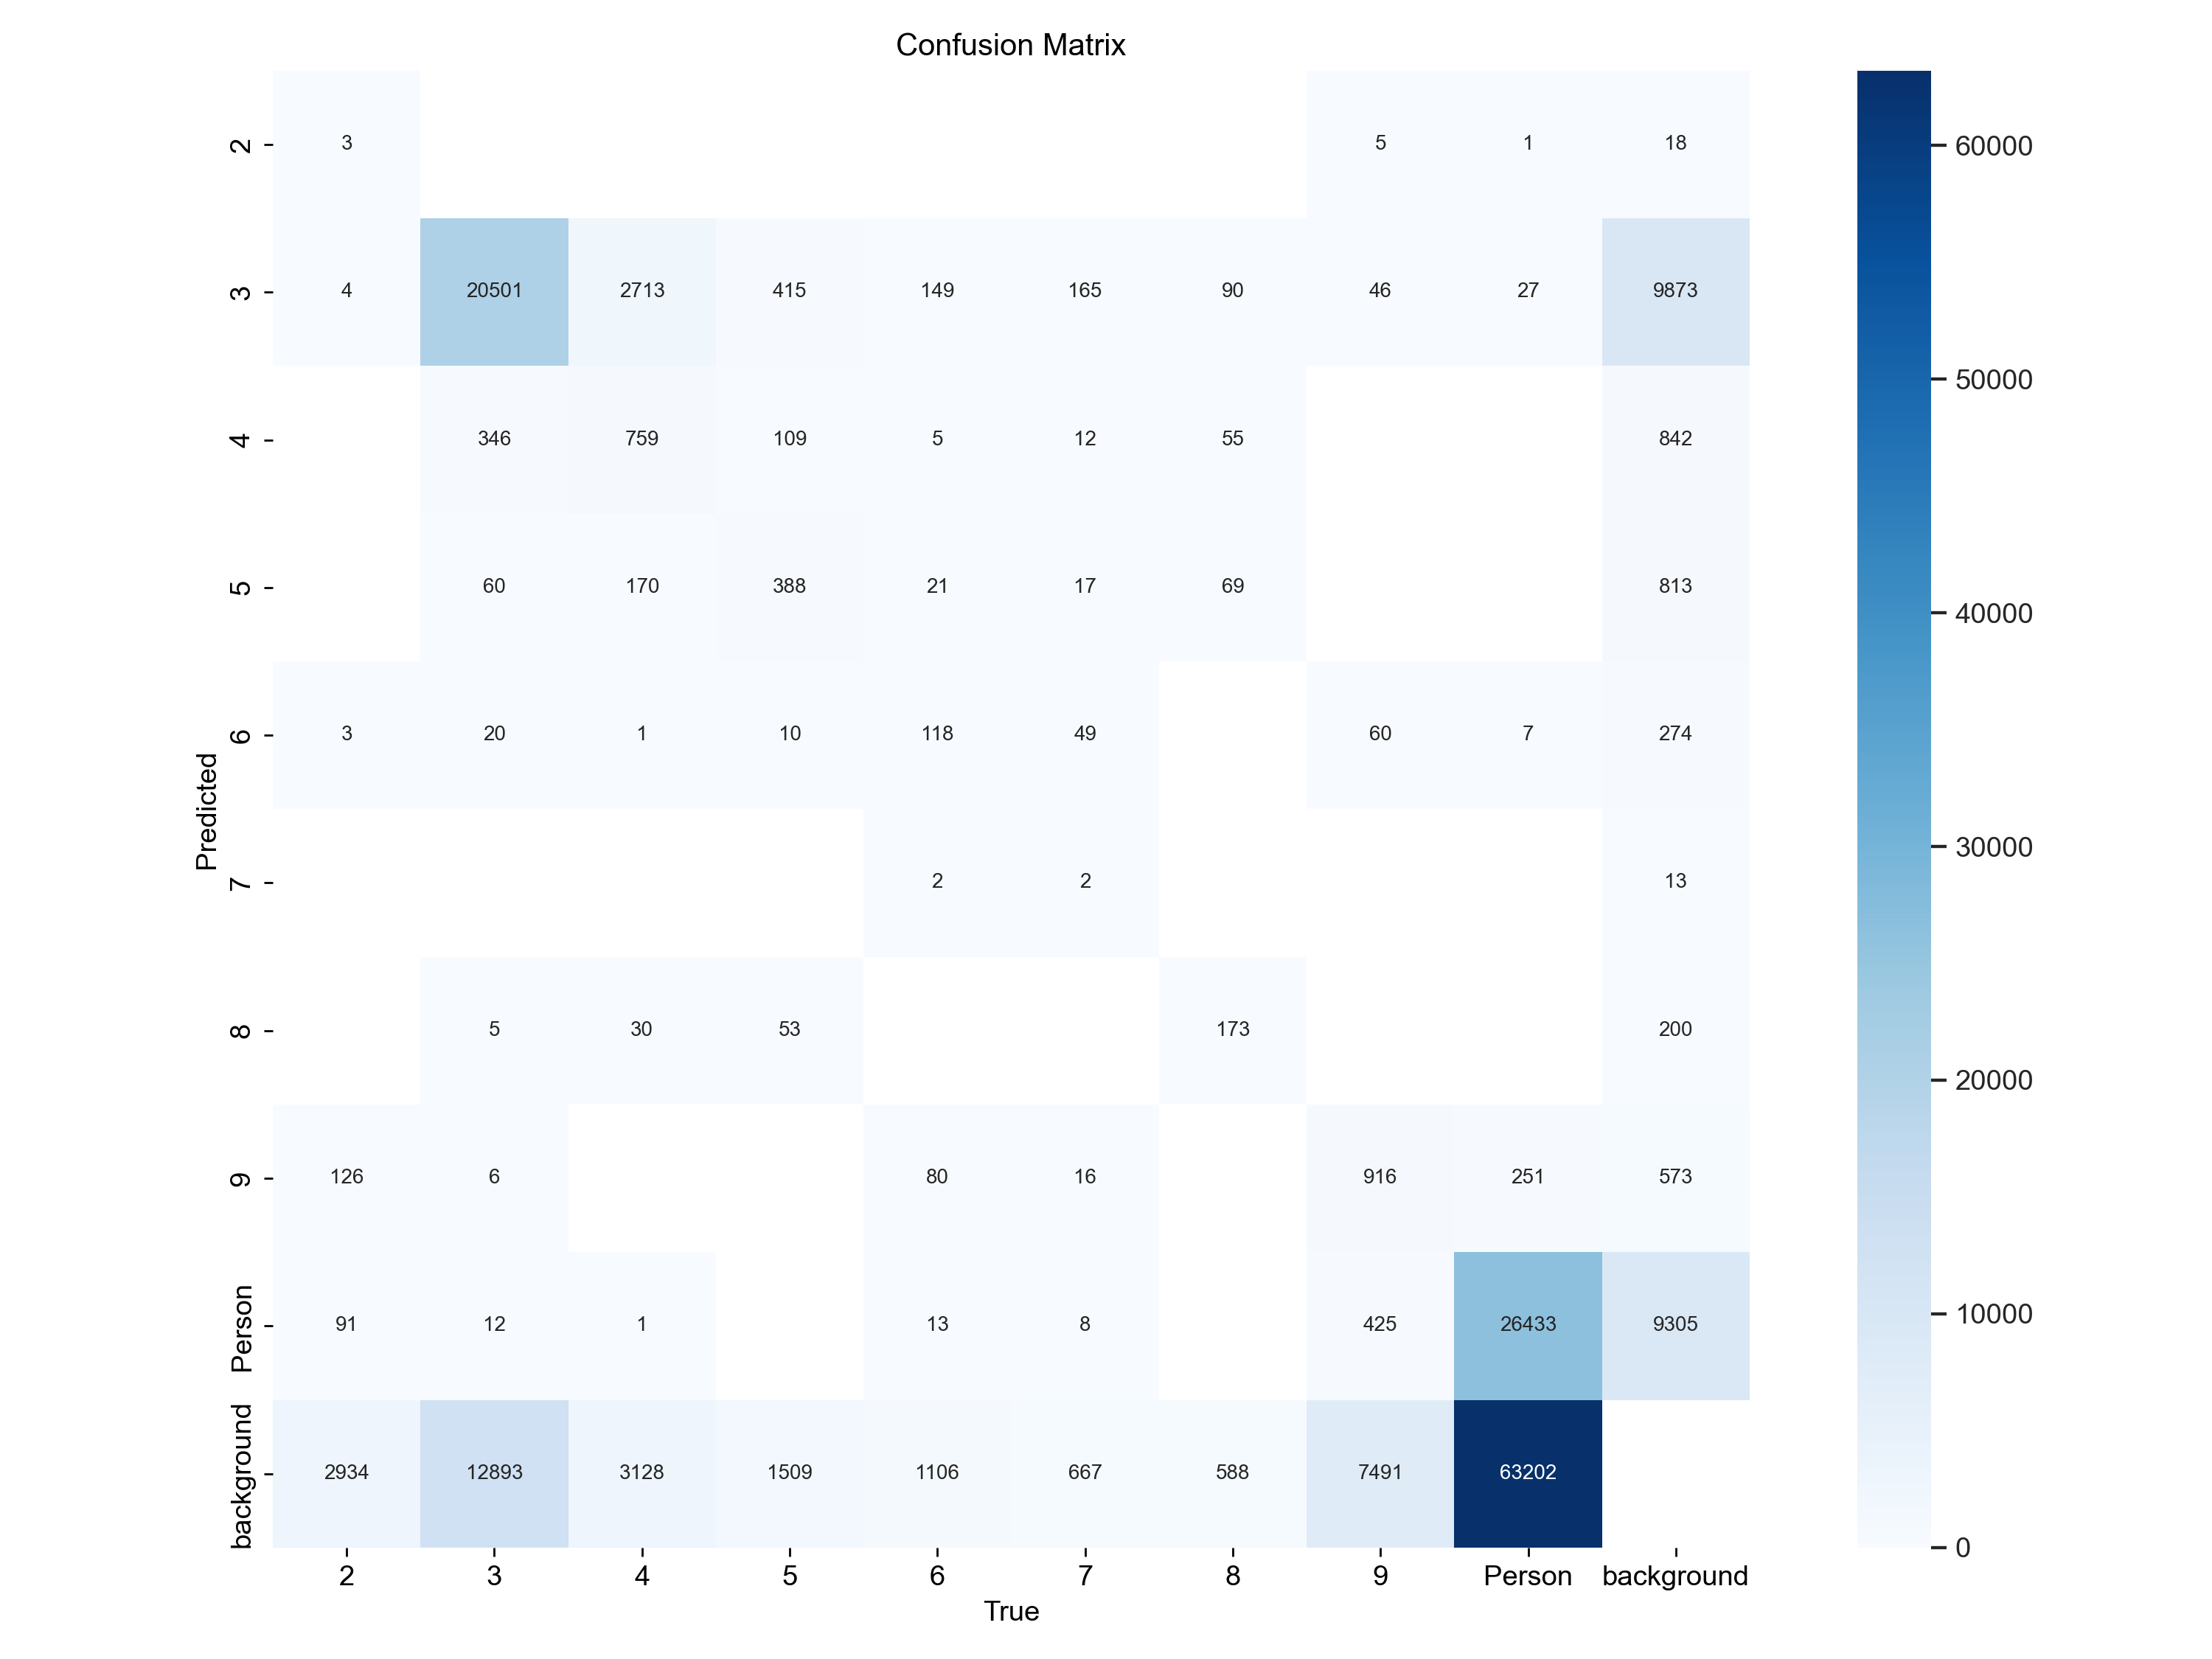 Confusion Matrix
2 3 5 1 18
3 4 20501 2713 415 149 165 90 46 27 9873
4 346 759 109 5 12 55 842
5 60 170 388 21 17 69 813
6 3 20 1 10 118 49 60 7 274
7 2 2 13
8 5 30 53 173 200
9 126 6 80 16 916 251 573
Person 91 12 1 13 8 425 26433 9305
background 2934 12893 3128 1509 1106 667 588 7491 63202
2 3 4 5 6 7 8 9 Person background
True
Predicted
60000
50000
40000
30000
20000
10000
0